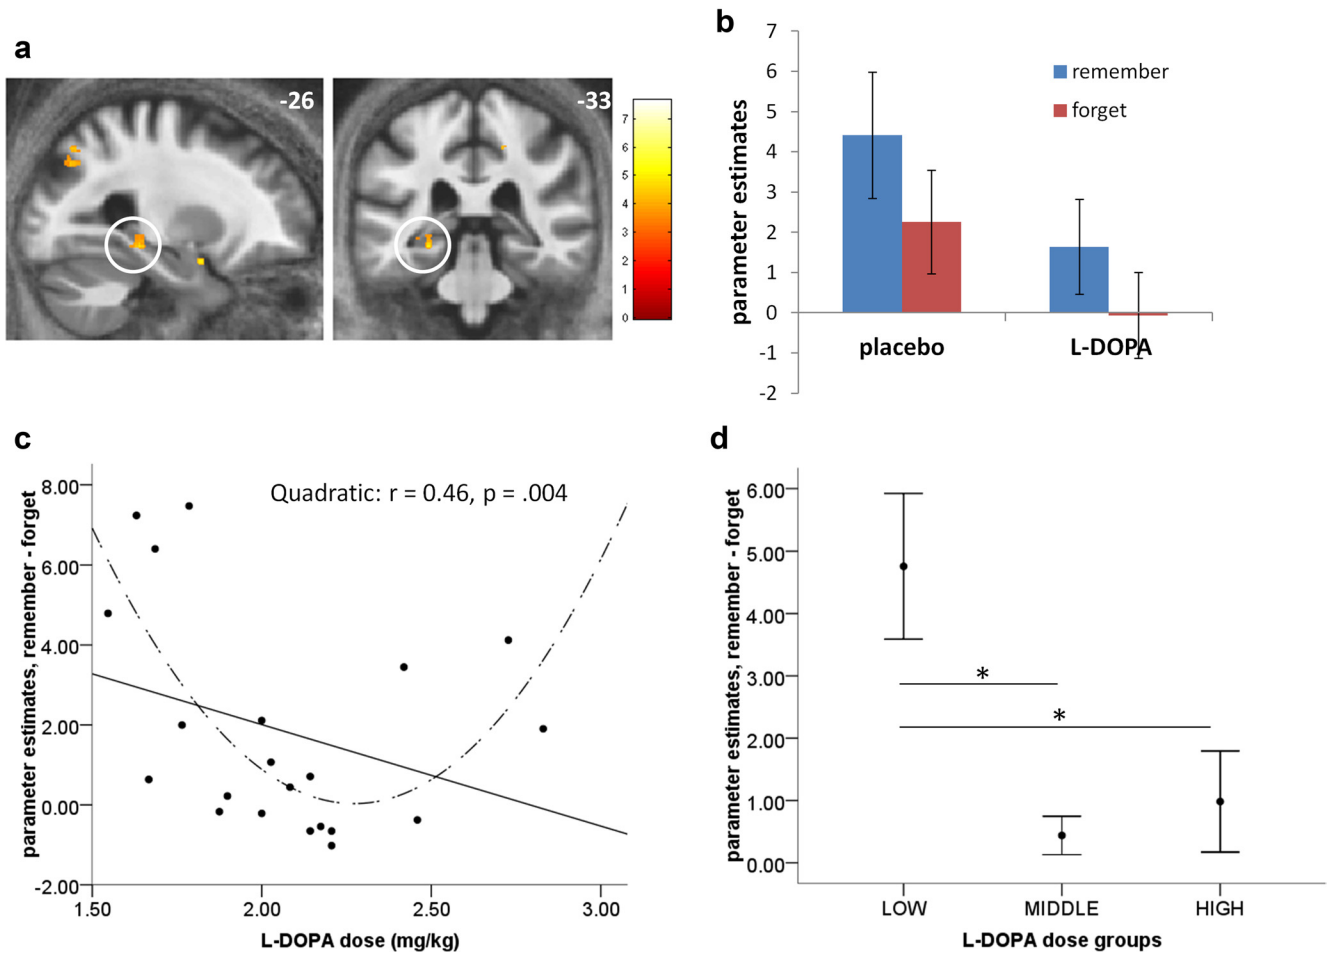 a
-26
-33
7
6
5
4
3
2
1
0
b
7
6
5
4
3
2
1
0
-1
-2
parameter estimates
remember
forget
placebo
L-DOPA
c
Quadratic: r = 0.46, p = .004
parameter estimates, remember - forget
8.00
6.00
4.00
2.00
0.00
-2.00
1.50 2.00 2.50 3.00
L-DOPA dose (mg/kg)
d
parameter estimates, remember - forget
6.00
5.00
4.00
3.00
2.00
1.00
0.00
*
*
LOW MIDDLE HIGH
L-DOPA dose groups